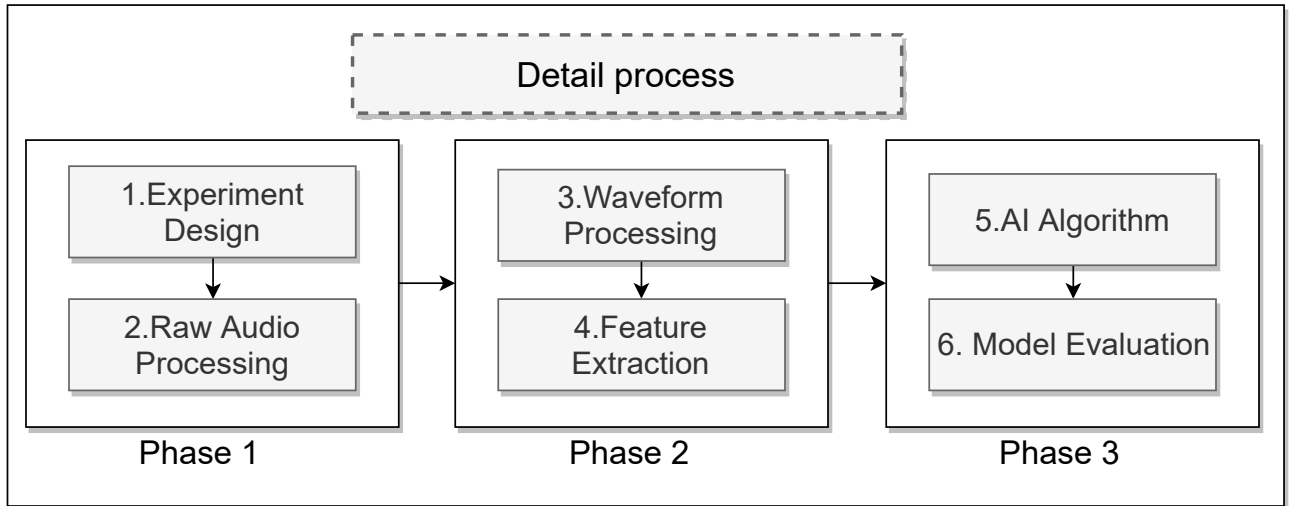 Detail process
1.Experiment
Design
2.Raw Audio
Processing
Phase 1
3.Waveform
Processing
4.Feature
Extraction
Phase 2
5.AI Algorithm
6. Model Evaluation
Phase 3